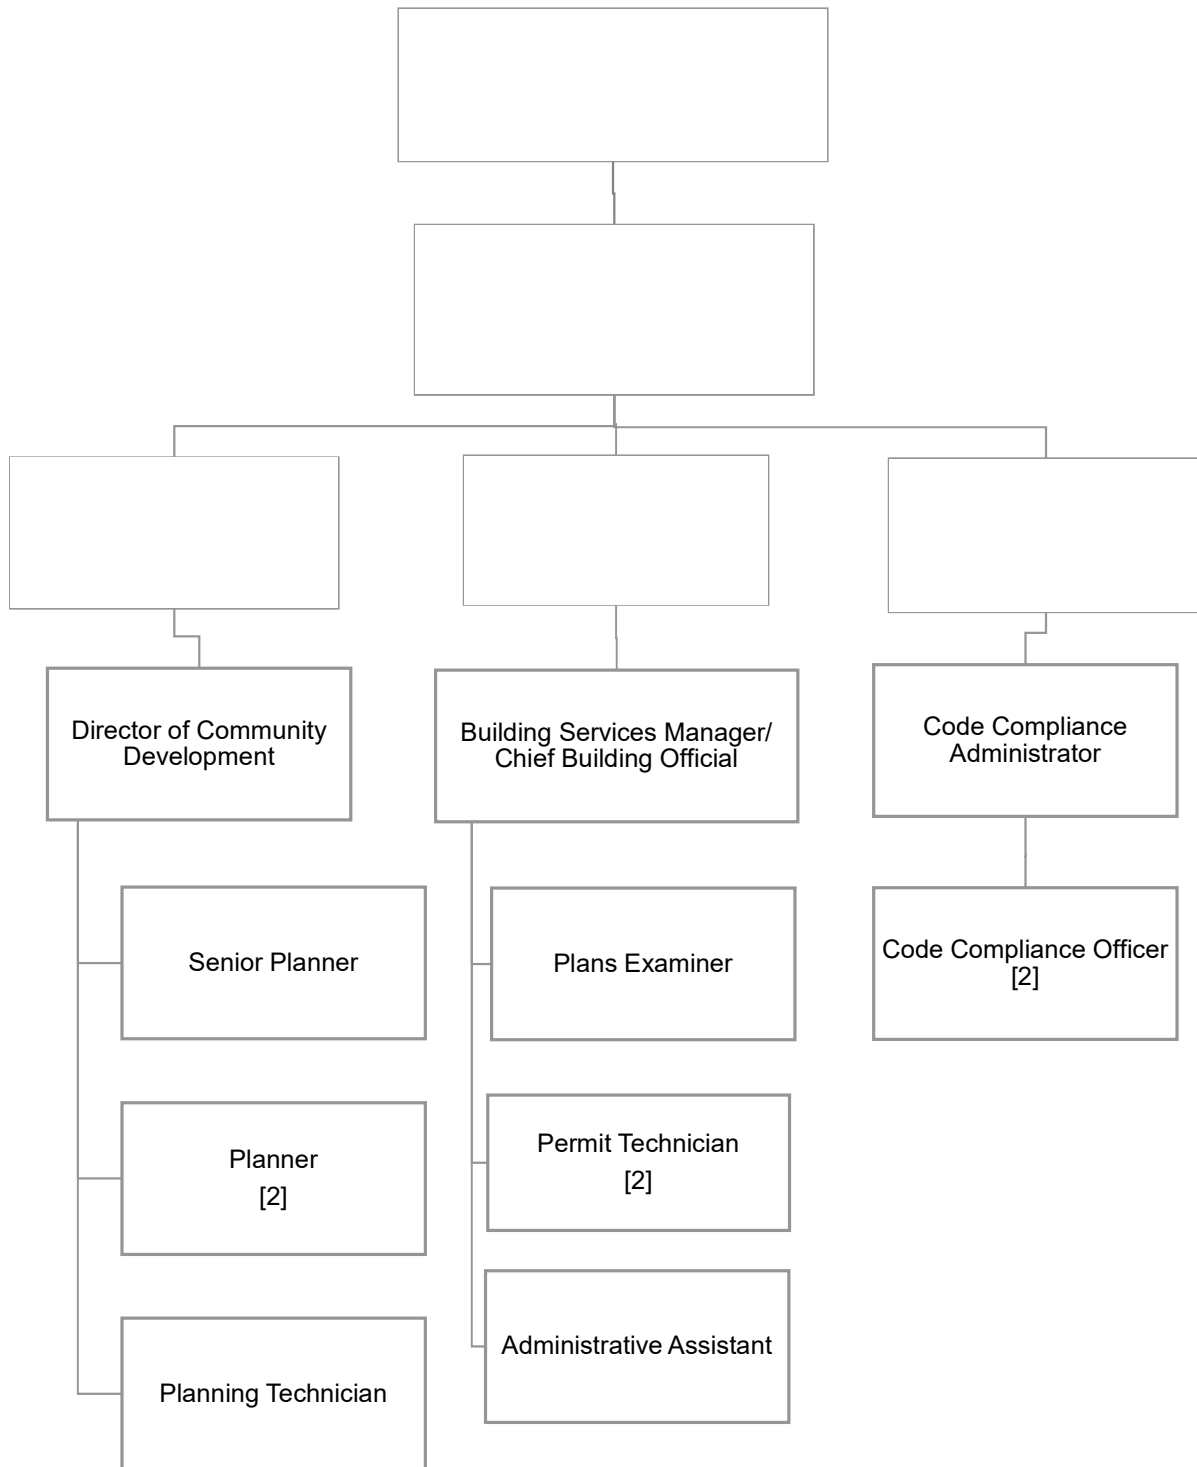 Director of Community
Development
Building Services Manager/
Chief Building Official
Code Compliance
Administrator
Senior Planner
Plans Examiner
Code Compliance Officer
[2]
Planner
[2]
Permit Technician
[2]
Planning Technician
Administrative Assistant